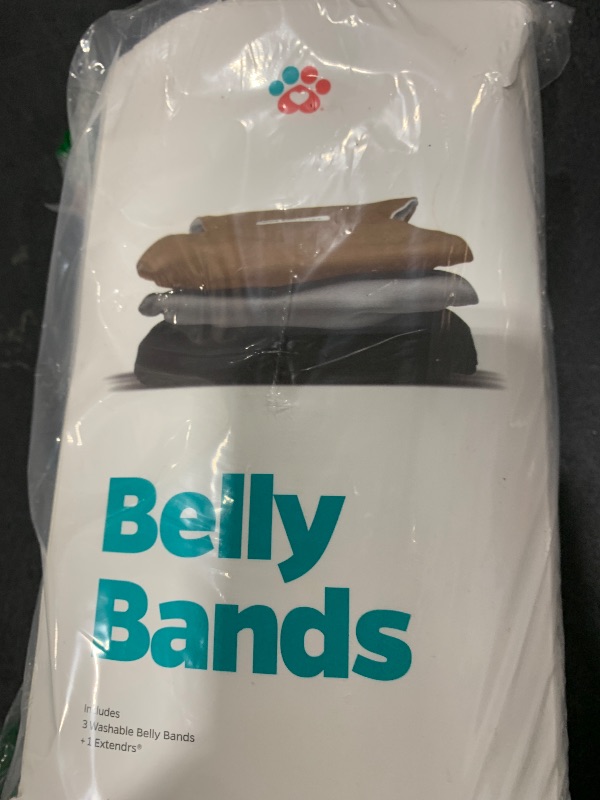 Belly
Bands
Includes
3 Washable Belly Bands
+ 1 Extendrs®